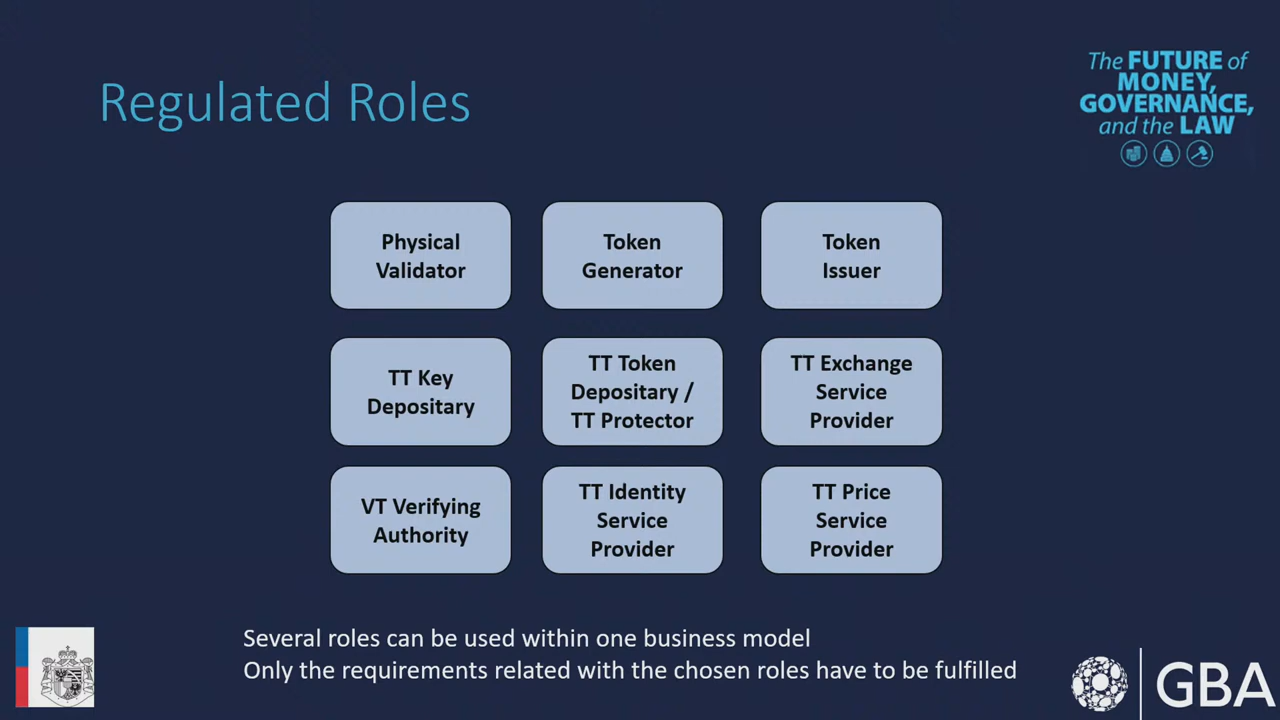 Regulated Roles
The FUTURE of
MONEY,
GOVERNANCE,
and the LAW
Physical
Validator
Token
Generator
Token
Issuer
TT Key
Depositary
TT Token
Depositary /
TT Protector
TT Exchange
Service
Provider
VT Verifying
Authority
TT Identity
Service
Provider
TT Price
Service
Provider
Several roles can be used within one business model
Only the requirements related with the chosen roles have to be fulfilled
GBA